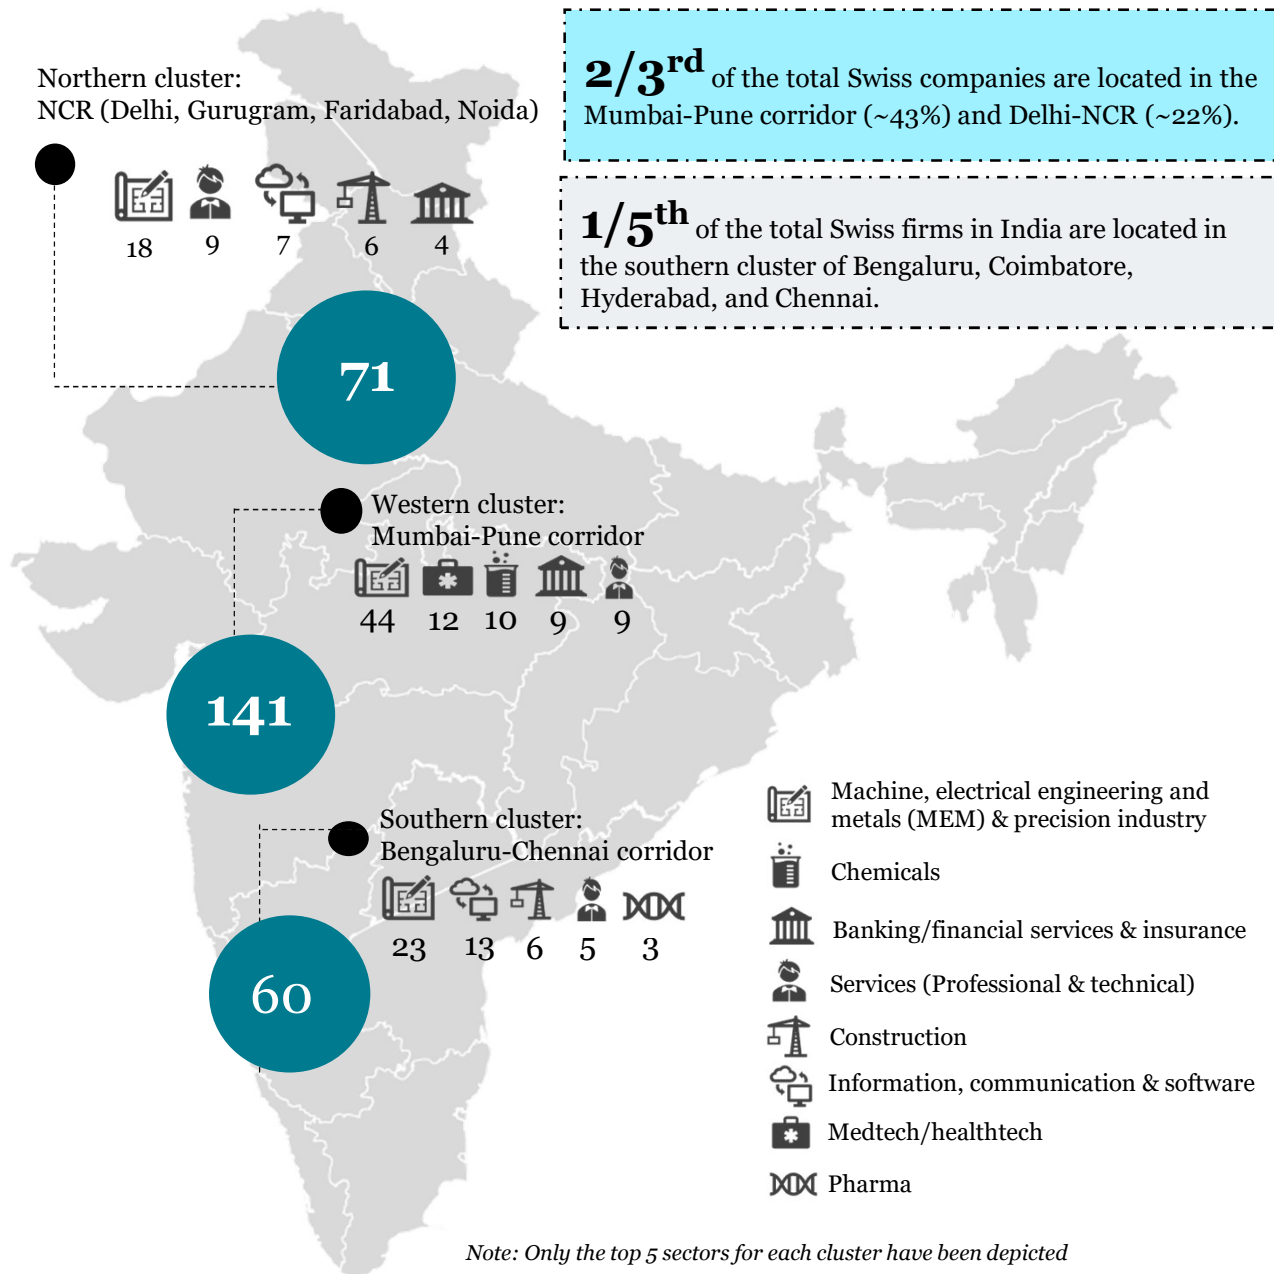 Northern cluster:
NCR (Delhi, Gurugram, Faridabad, Noida)
18 9 7 6 4
71
2/3rd of the total Swiss companies are located in the
Mumbai-Pune corridor (~43%) and Delhi-NCR (~22%).
1/5th of the total Swiss firms in India are located in
the southern cluster of Bengaluru, Coimbatore,
Hyderabad, and Chennai.
Western cluster:
Mumbai-Pune corridor
44 12 10 9 9
141
Southern cluster:
Bengaluru-Chennai corridor
23 13 6 5 3
60
Machine, electrical engineering and
metals (MEM) & precision industry
Chemicals
Banking/financial services & insurance
Services (Professional & technical)
Construction
Information, communication & software
Medtech/healthtech
Pharma
Note: Only the top 5 sectors for each cluster have been depicted